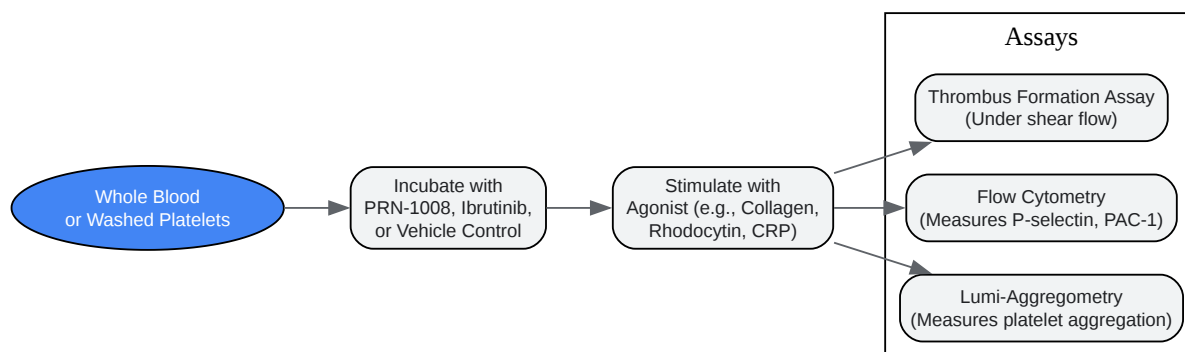 Whole Blood
or Washed Platelets
Incubate with
PRN-1008, Ibrutinib,
or Vehicle Control
Stimulate with
Agonist (e.g., Collagen,
Rhodocytin, CRP)
Assays
Thrombus Formation Assay
(Under shear flow)
Flow Cytometry
(Measures P-selectin, PAC-1)
Lumi-Aggregometry
(Measures platelet aggregation)